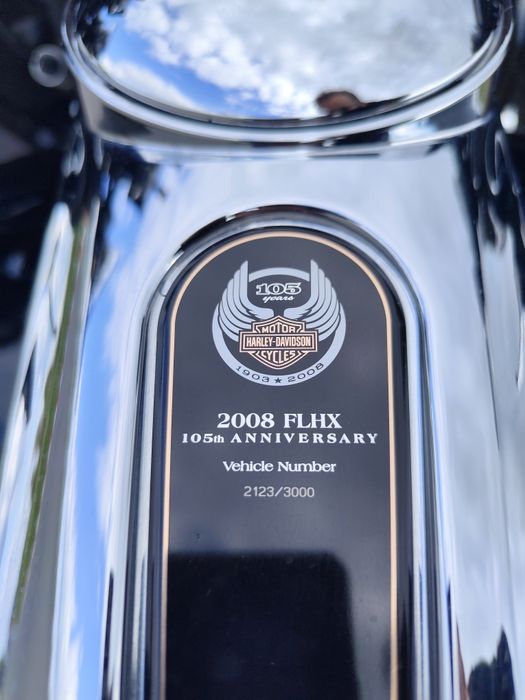 105
years
MOTOR
HARLEY-DAVIDSON
CYCLES
1903 ★ 2008
2008 FLHX
105th ANNIVERSARY
Vehicle Number
2123/3000